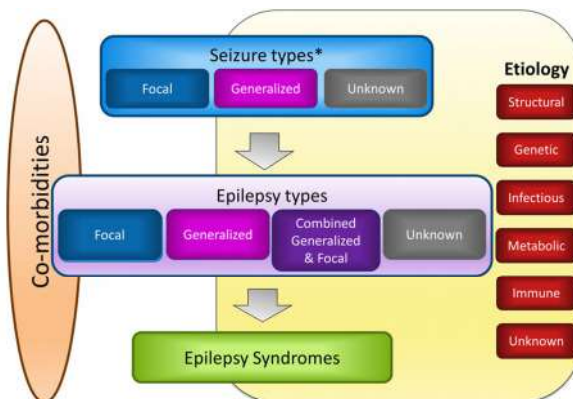 Co-morbidities
Seizure types*
Focal
Generalized
Unknown
Epilepsy types
Focal
Generalized
Combined
Generalized
& Focal
Unknown
Epilepsy Syndromes
Etiology
Structural
Genetic
Infectious
Metabolic
Immune
Unknown